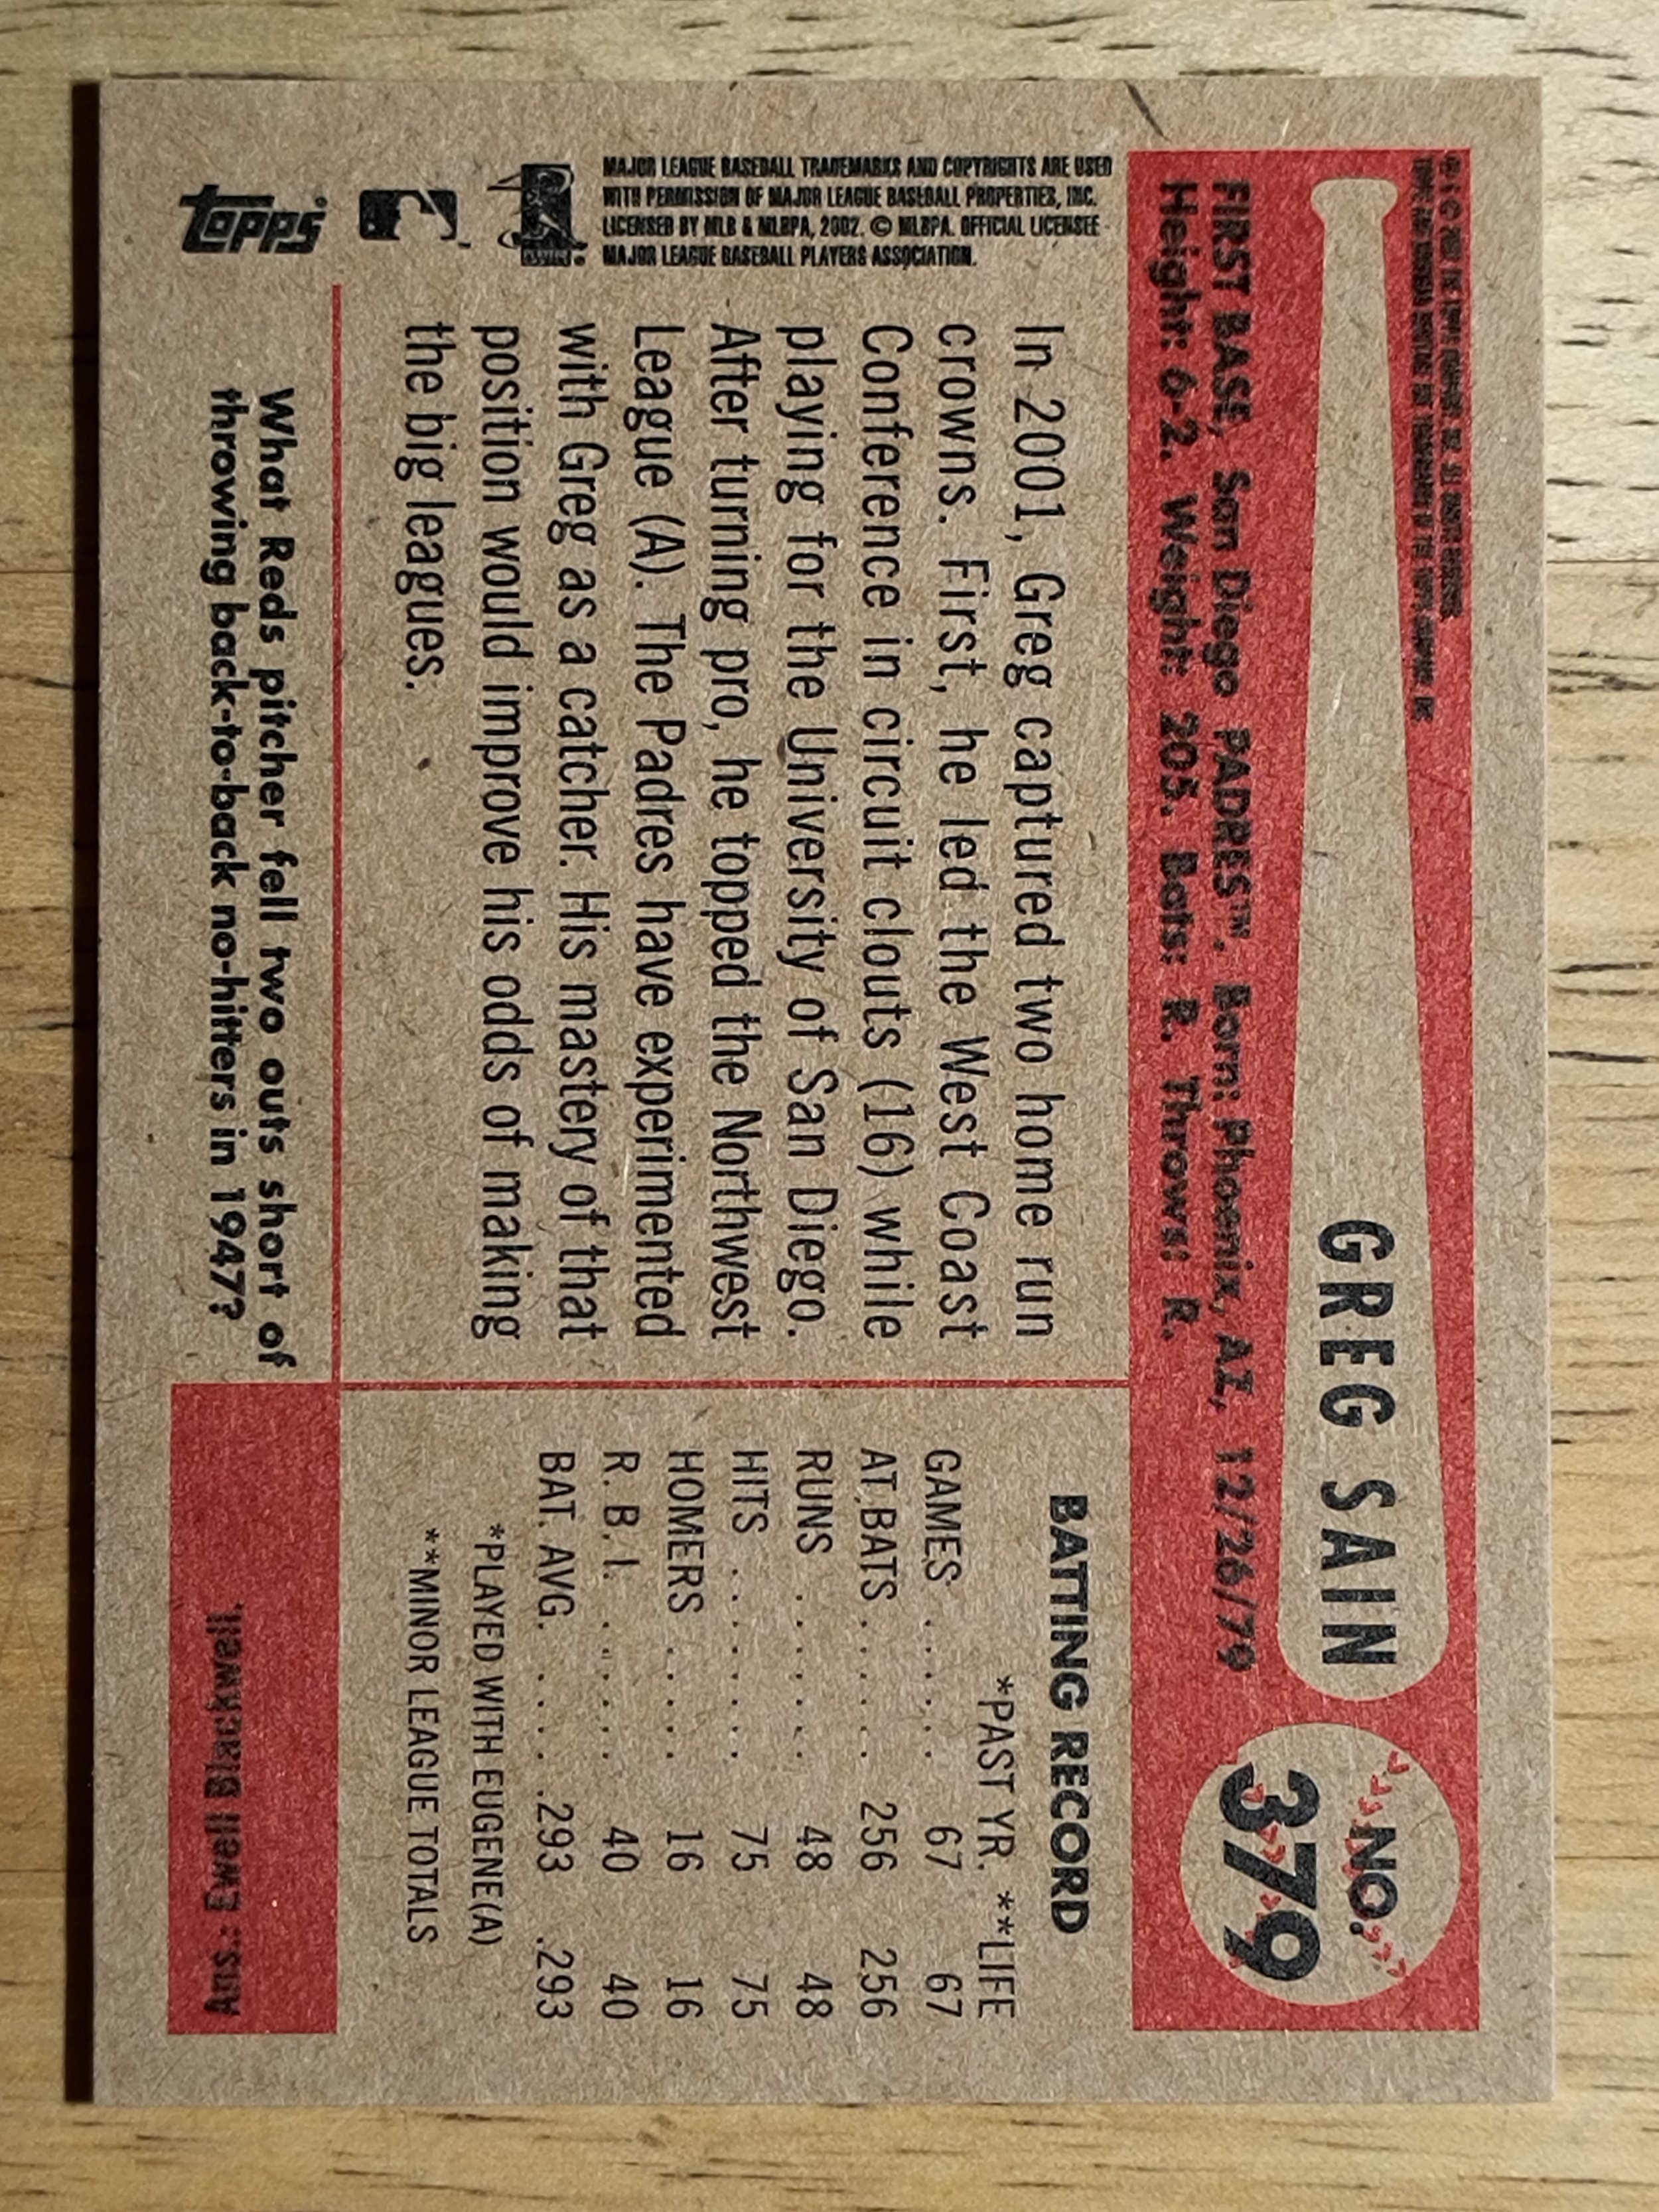 GREG SAIN
NO.
379
FIRST BASE, San Diego PADRES™. Born: Phoenix, AZ, 12/26/79
Height: 6-2. Weight: 205. Bats: R. Throws: R.
MAJOR LEAGUE BASEBALL TRADEMARKS AND COPYRIGHTS ARE USED
WITH PERMISSION OF MAJOR LEAGUE BASEBALL PROPERTIES, INC.
LICENSED BY MLB & MLBPA, 2002. © MLBPA. OFFICIAL LICENSEE -
MAJOR LEAGUE BASEBALL PLAYERS ASSOCIATION.
topps
In 2001, Greg captured two home run
crowns. First, he led the West Coast
Conference in circuit clouts (16) while
playing for the University of San Diego.
After turning pro, he topped the Northwest
League (A). The Padres have experimented
with Greg as a catcher. His mastery of that
position would improve his odds of making
the big leagues.
BATTING RECORD
*PAST YR. **LIFE
GAMES ..... 67 67
AT BATS ..... 256 256
RUNS ...... 48 48
HITS ....... 75 75
HOMERS .... 16 16
R. B. I. ...... 40 40
BAT. AVG. .... .293 .293
*PLAYED WITH EUGENE(A)
**MINOR LEAGUE TOTALS
What Reds pitcher fell two outs short of
throwing back-to-back no-hitters in 1947?
Ans.: Ewell Blackwell.